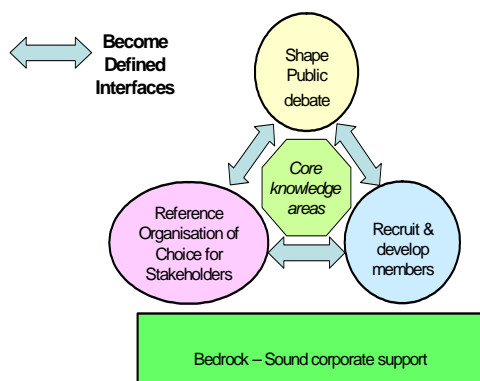 Become
Defined
Interfaces
Shape
Public
debate
Core
knowledge
areas
Reference
Organisation of
Choice for
Stakeholders
Recruit &
develop
members
Bedrock – Sound corporate support